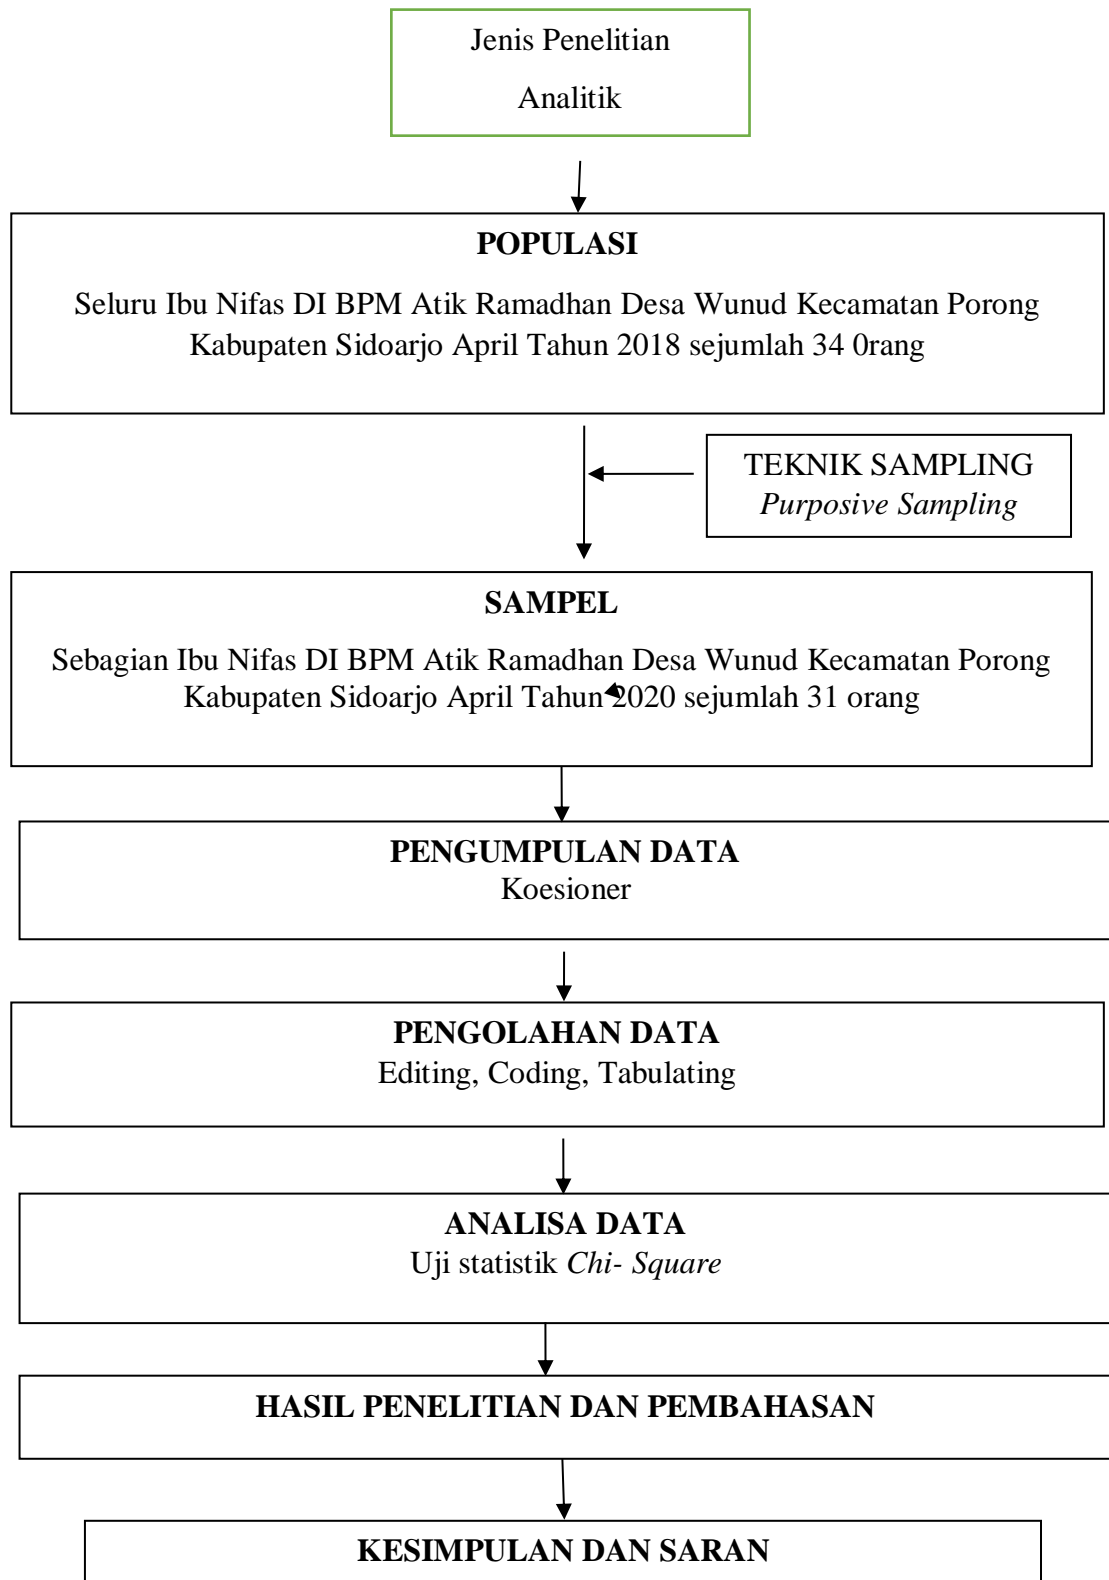 Jenis Penelitian
Analitik
POPULASI
Seluru Ibu Nifas DI BPM Atik Ramadhan Desa Wunud Kecamatan Porong
Kabupaten Sidoarjo April Tahun 2018 sejumlah 34 0rang
TEKNIK SAMPLING
Purposive Sampling
SAMPEL
Sebagian Ibu Nifas DI BPM Atik Ramadhan Desa Wunud Kecamatan Porong
Kabupaten Sidoarjo April Tahun 2020 sejumlah 31 orang
PENGUMPULAN DATA
Koesioner
PENGOLAHAN DATA
Editing, Coding, Tabulating
ANALISA DATA
Uji statistik Chi- Square
HASIL PENELITIAN DAN PEMBAHASAN
KESIMPULAN DAN SARAN